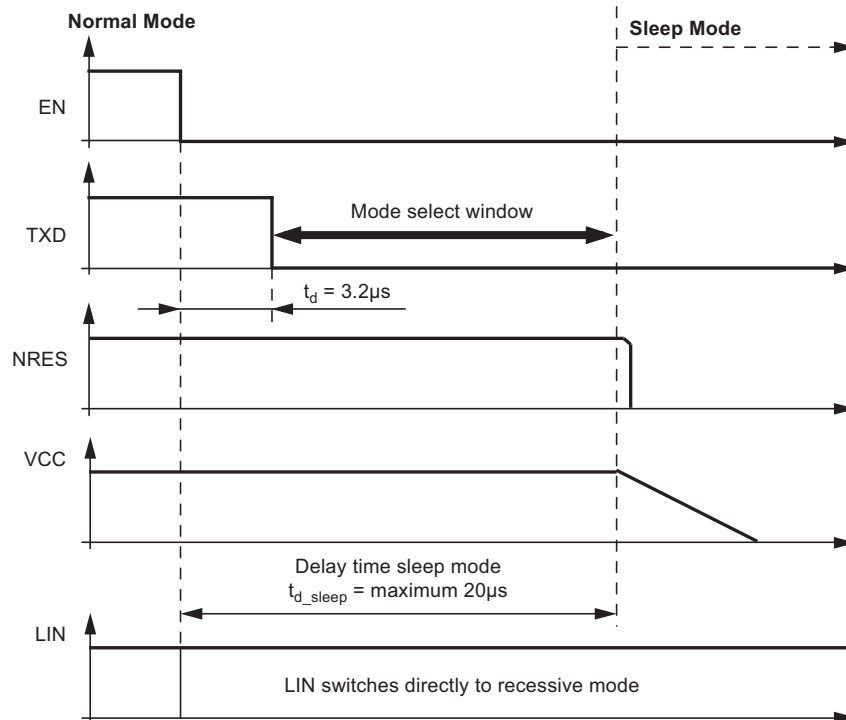 Normal Mode
Sleep Mode
EN
TXD
Mode select window
t_d = 3.2µs
NRES
VCC
Delay time sleep mode
t_d_sleep = maximum 20µs
LIN
LIN switches directly to recessive mode